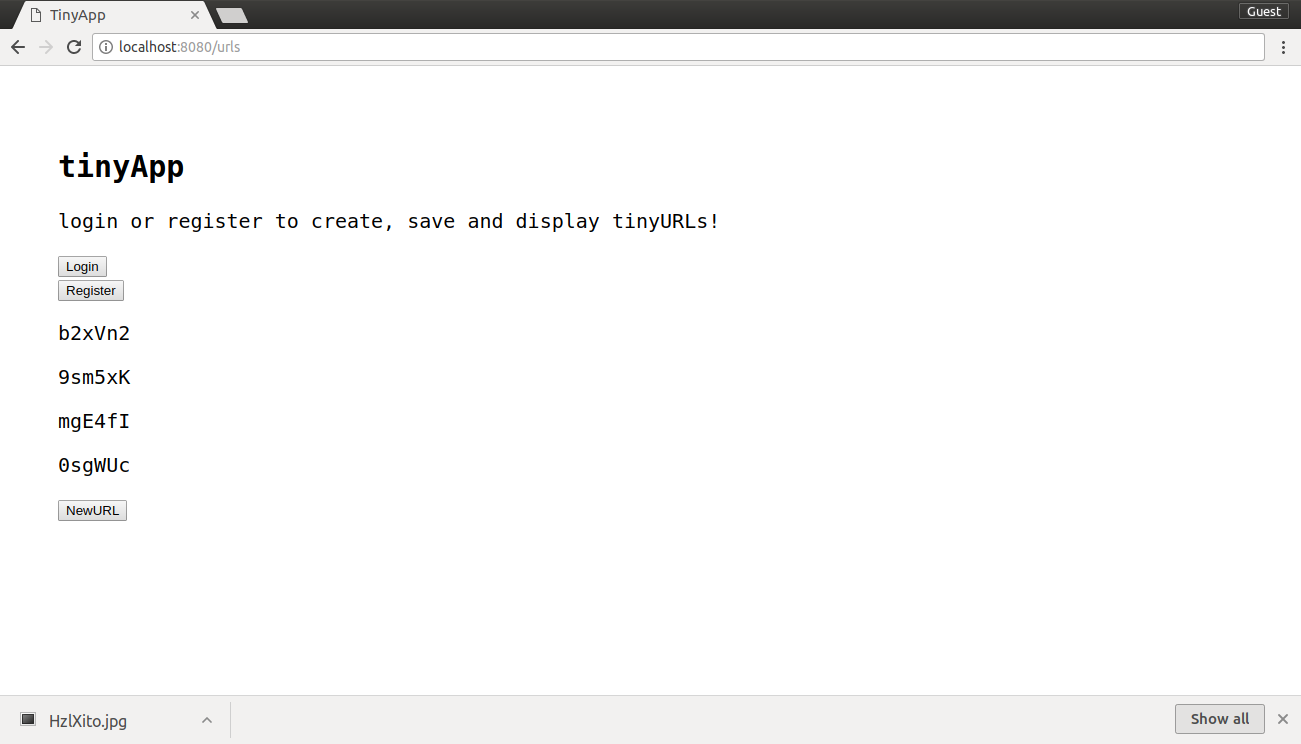 TinyApp
Guest
localhost:8080/urls
tinyApp
login or register to create, save and display tinyURLs!
Login
Register
b2xVn2
9sm5xK
mgE4fI
0sgWUc
NewURL
HzlXito.jpg
Show all